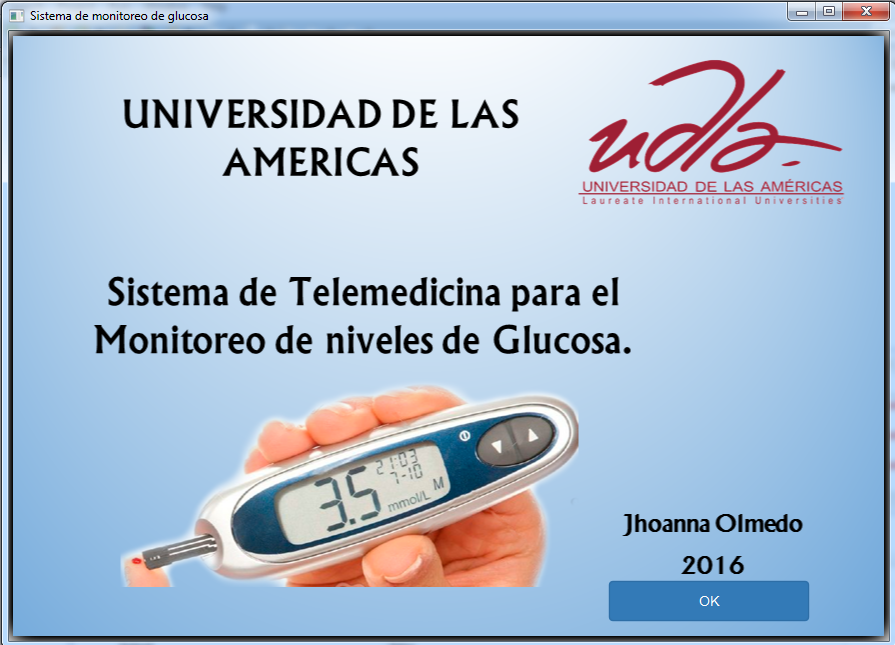 Sistema de monitoreo de glucosa
UNIVERSIDAD DE LAS
AMERICAS
udla.
UNIVERSIDAD DE LAS AMÉRICAS
Laureate International Universities
Sistema de Telemedicina para el
Monitoreo de niveles de Glucosa.
21:03
7-10
3.5
mmol/L M
Jhoanna Olmedo
2016
OK